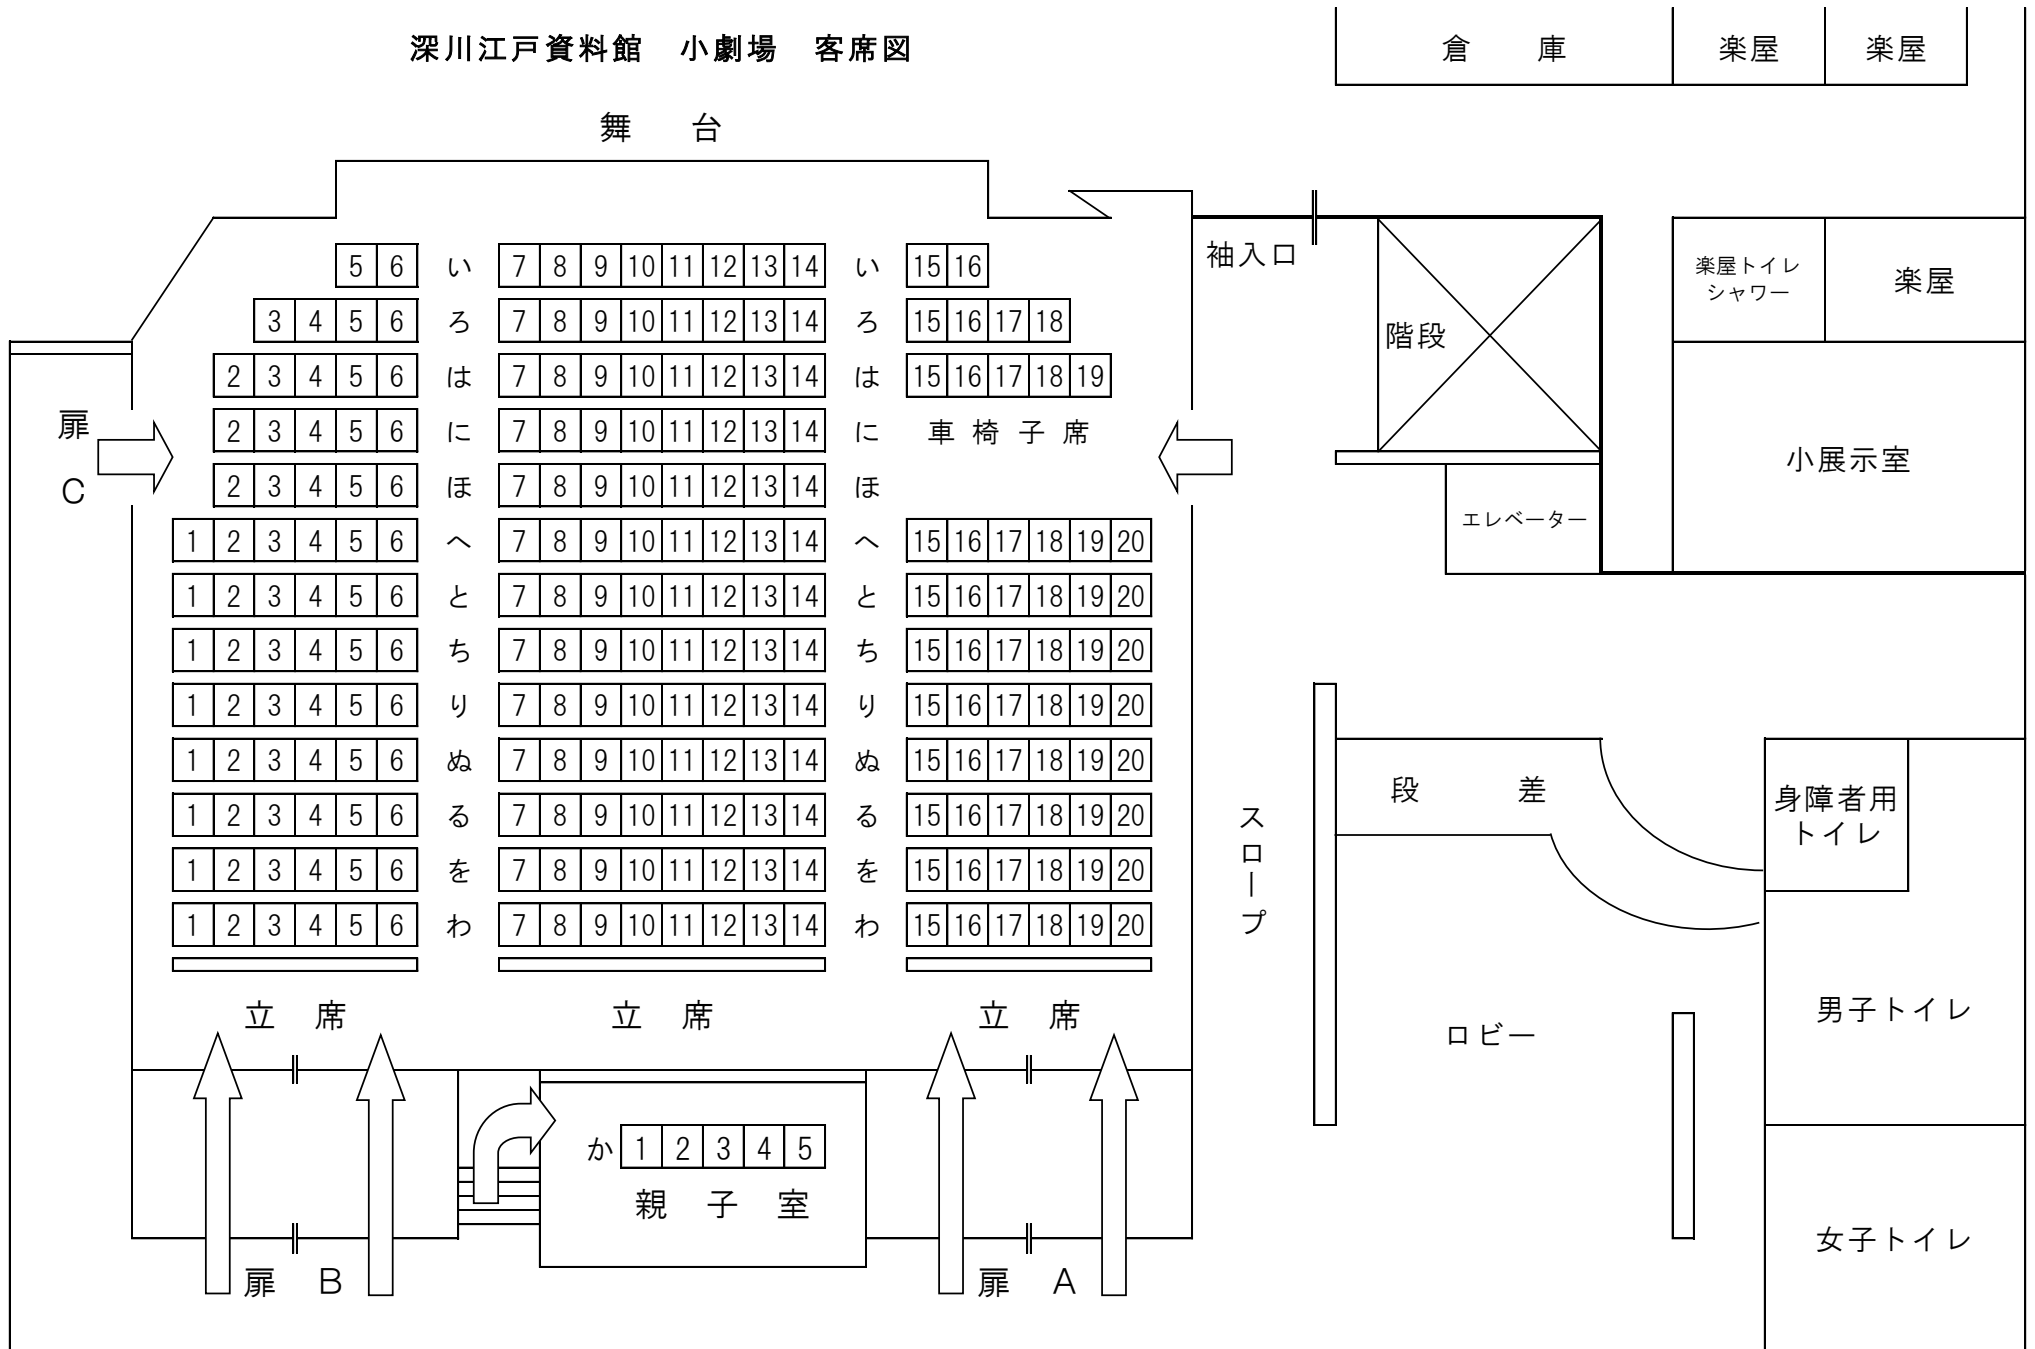 深川江戸資料館　小劇場　客席図
倉　庫
楽屋
楽屋
舞　台
5 6 い 7 8 9 10 11 12 13 14 い 15 16
3 4 5 6 ろ 7 8 9 10 11 12 13 14 ろ 15 16 17 18
2 3 4 5 6 は 7 8 9 10 11 12 13 14 は 15 16 17 18 19
2 3 4 5 6 に 7 8 9 10 11 12 13 14 に 車椅子席
2 3 4 5 6 ほ 7 8 9 10 11 12 13 14 ほ
1 2 3 4 5 6 へ 7 8 9 10 11 12 13 14 へ 15 16 17 18 19 20
1 2 3 4 5 6 と 7 8 9 10 11 12 13 14 と 15 16 17 18 19 20
1 2 3 4 5 6 ち 7 8 9 10 11 12 13 14 ち 15 16 17 18 19 20
1 2 3 4 5 6 り 7 8 9 10 11 12 13 14 り 15 16 17 18 19 20
1 2 3 4 5 6 ぬ 7 8 9 10 11 12 13 14 ぬ 15 16 17 18 19 20
1 2 3 4 5 6 る 7 8 9 10 11 12 13 14 る 15 16 17 18 19 20
1 2 3 4 5 6 を 7 8 9 10 11 12 13 14 を 15 16 17 18 19 20
1 2 3 4 5 6 わ 7 8 9 10 11 12 13 14 わ 15 16 17 18 19 20
立　席
立　席
立　席
か 1 2 3 4 5
親　子　室
扉　B
扉　A
扉
C
袖入口
階段
エレベーター
楽屋トイレ
シャワー
楽屋
小展示室
スロープ
段　差
身障者用
トイレ
ロビー
男子トイレ
女子トイレ